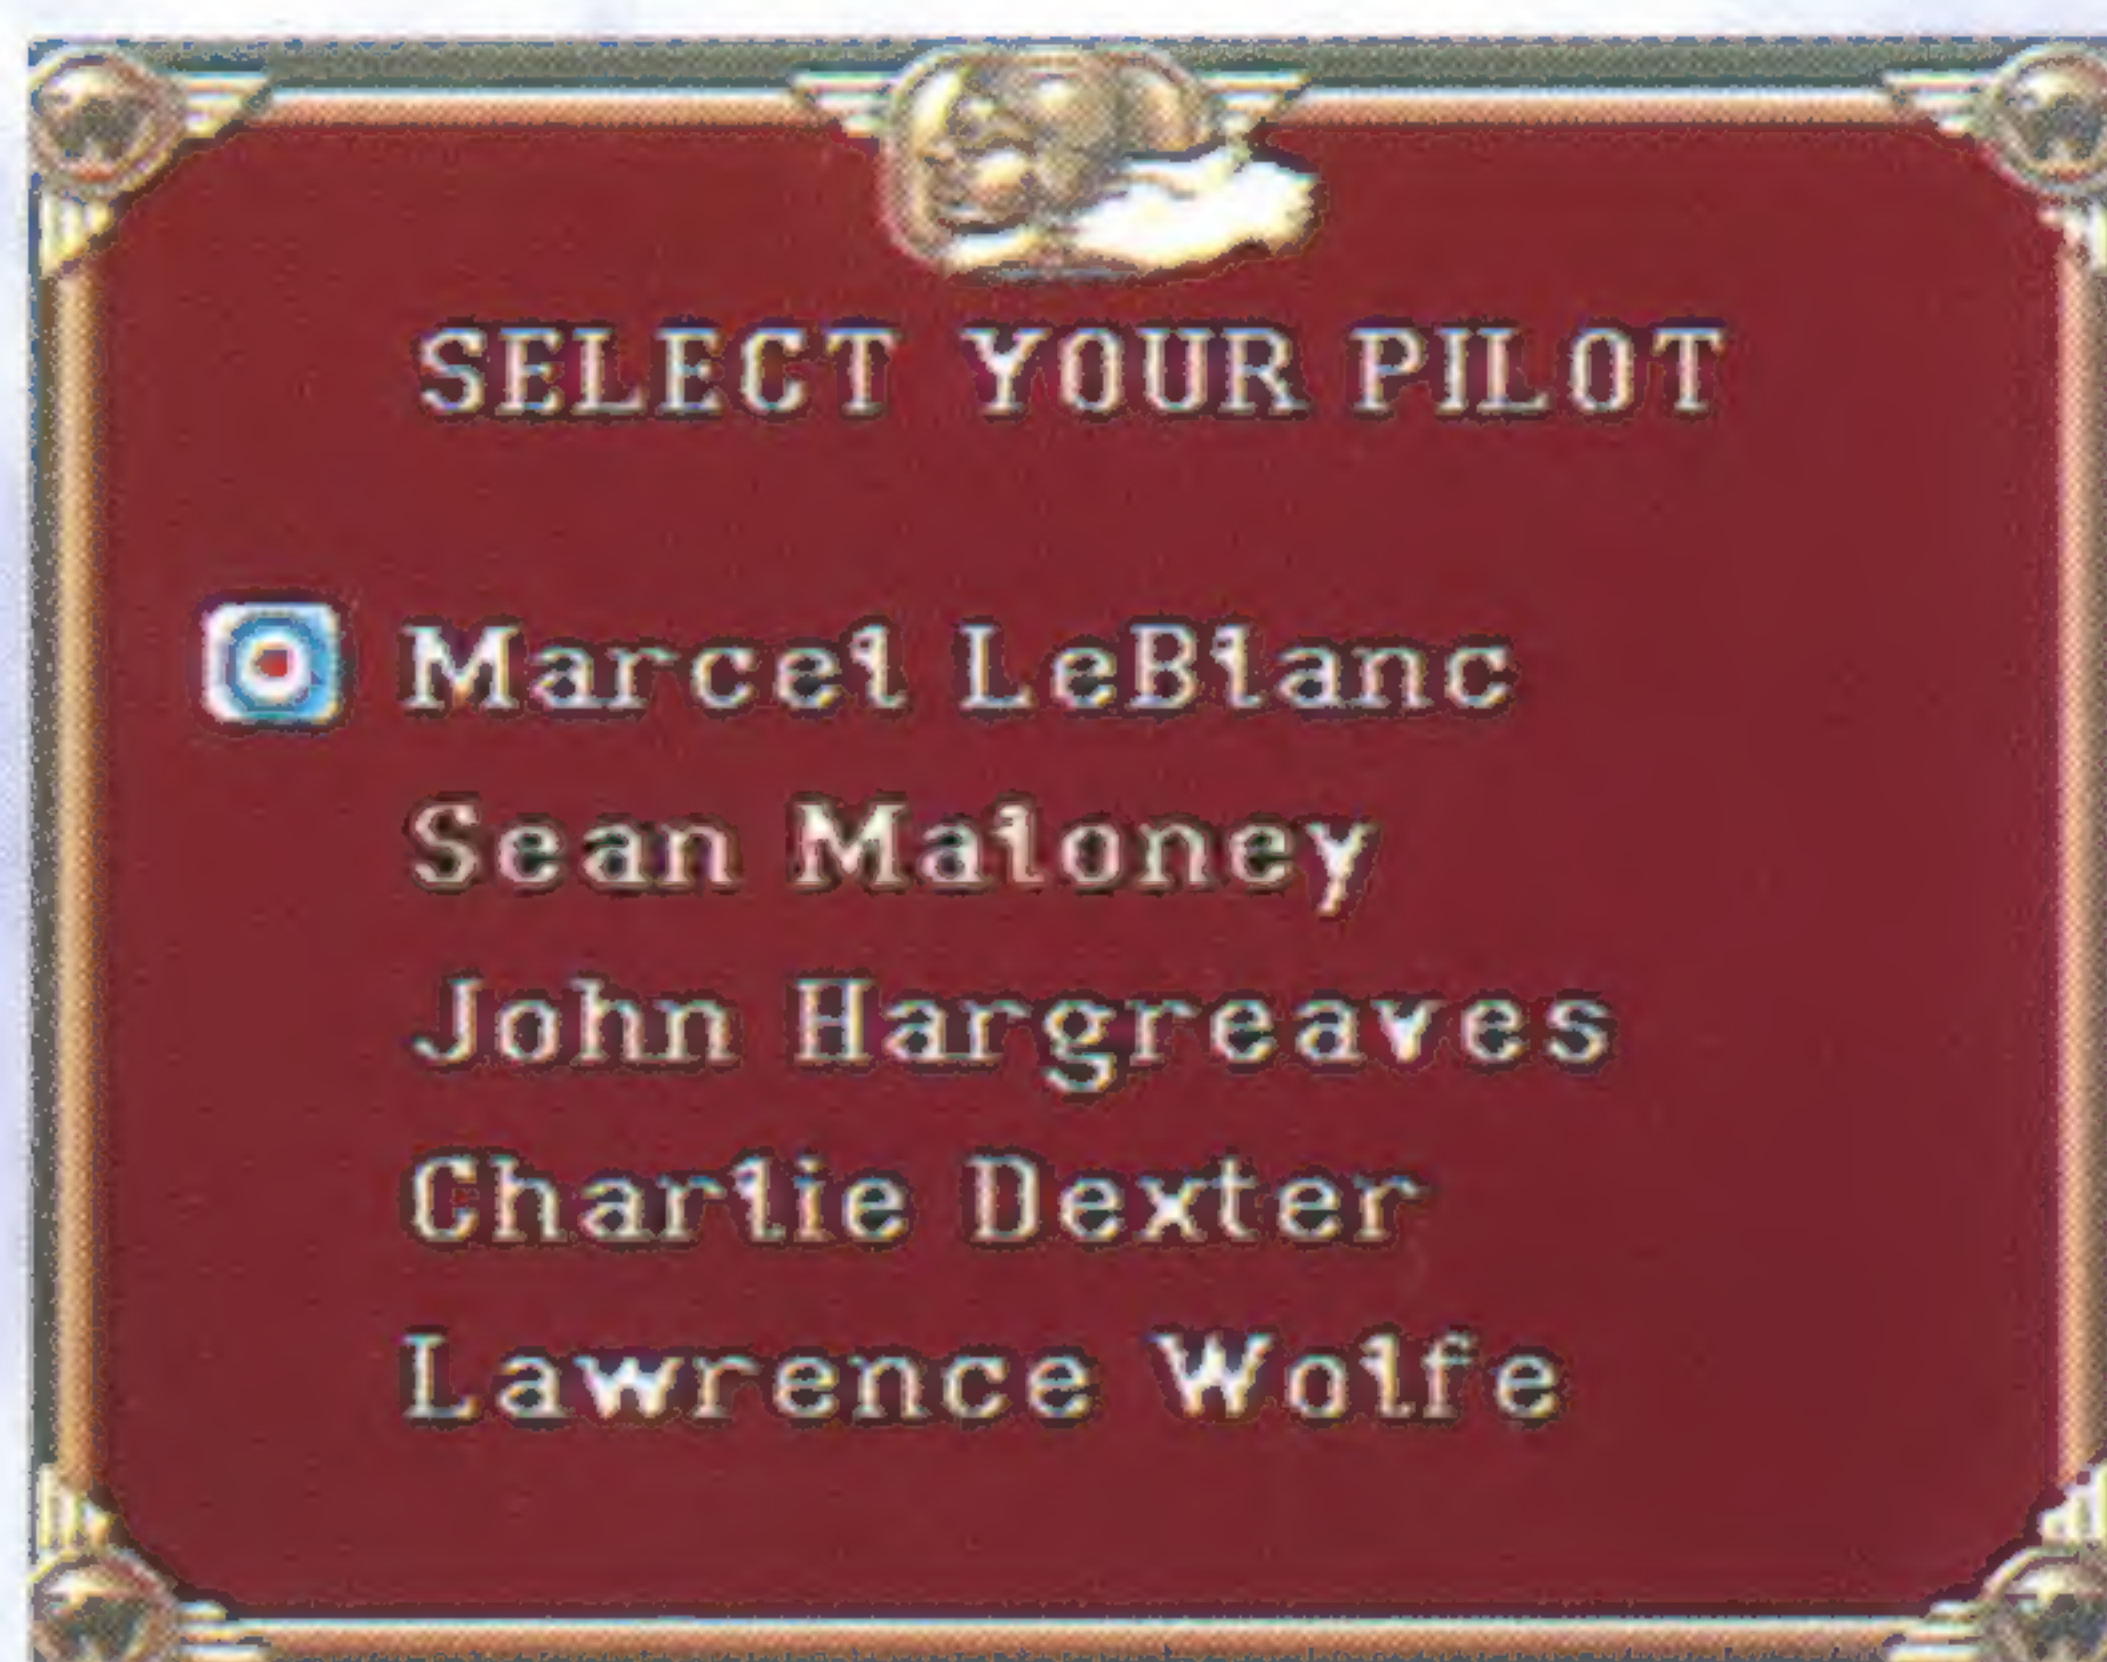 SELECT YOUR PILOT
Marcel LeBlanc
Sean Maloney
John Hargreaves
Charlie Dexter
Lawrence Wolfe